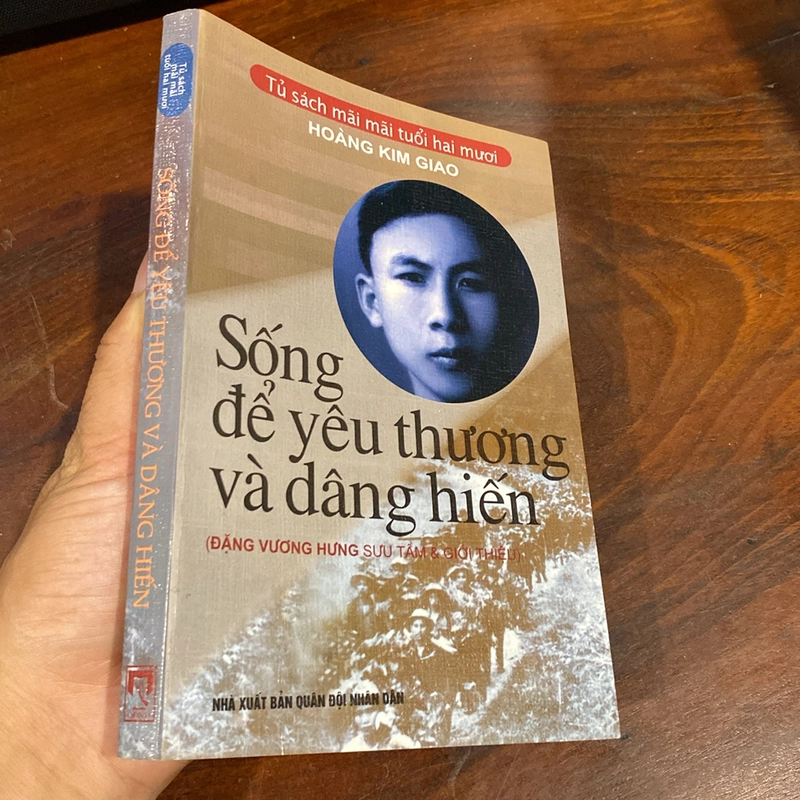 Tủ sách
mãi mãi
tuổi hai mươi
SỐNG ĐỂ YÊU THƯƠNG VÀ DÂNG HIẾN
Tủ sách mãi mãi tuổi hai mươi
HOÀNG KIM GIAO
Sống
để yêu thương
và dâng hiến
(ĐẶNG VƯƠNG HƯNG SƯU TẦM & GIỚI THIỆU)
NHÀ XUẤT BẢN QUÂN ĐỘI NHÂN DÂN